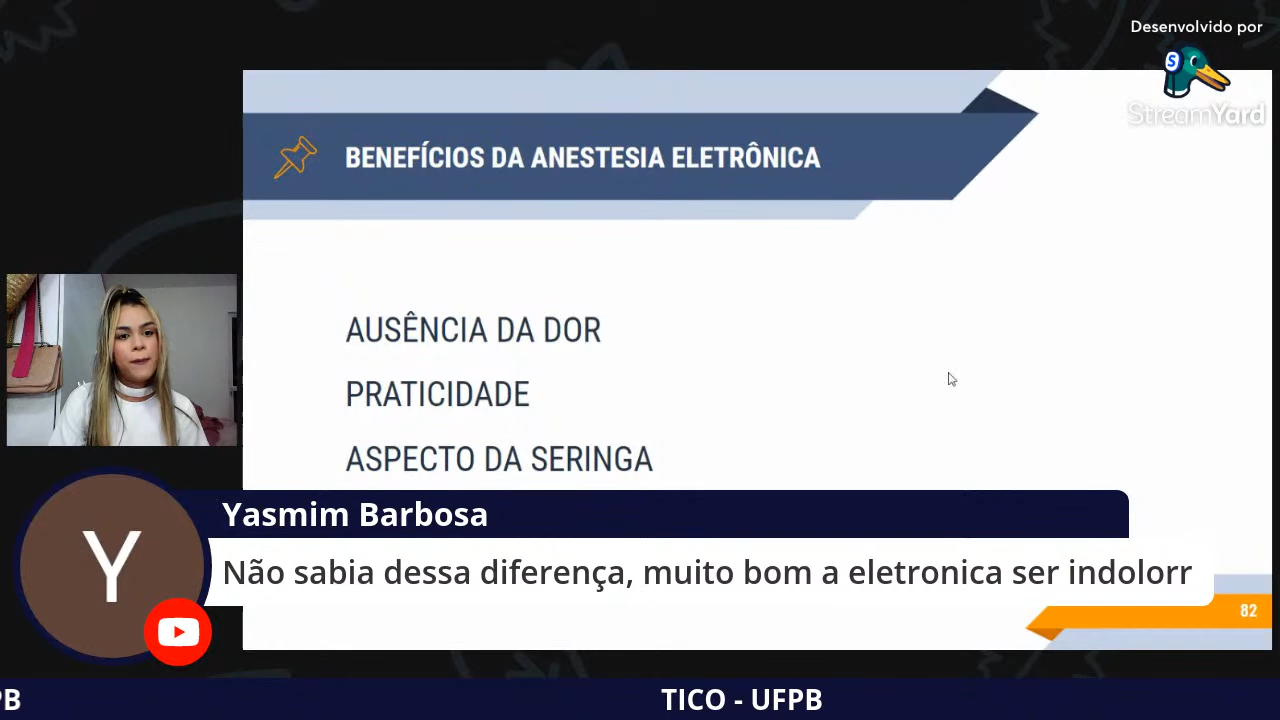 Desenvolvido por
StreamYard
BENEFÍCIOS DA ANESTESIA ELETRÔNICA
AUSÊNCIA DA DOR
PRATICIDADE
ASPECTO DA SERINGA
Y
Yasmim Barbosa
Não sabia dessa diferença, muito bom a eletronica ser indolorr
82
PB
TICO - UFPB